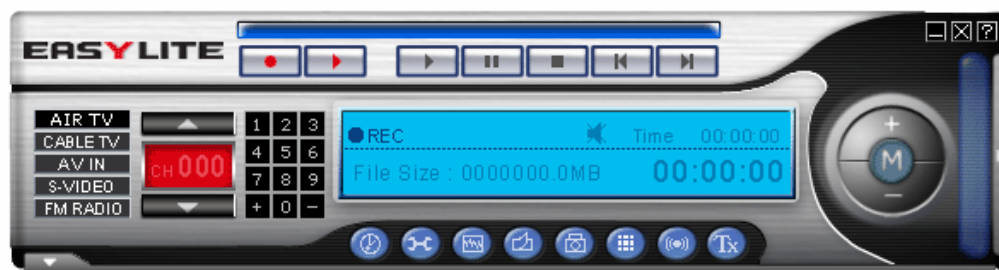 EASYLITE
AIR TV
CABLE TV
AV IN
S-VIDEO
FM RADIO
CH 000
1 2 3
4 5 6
7 8 9
+ 0 -
REC Time 00:00:00
File Size : 0000000.0MB 00:00:00
+
M
-
Tx
?